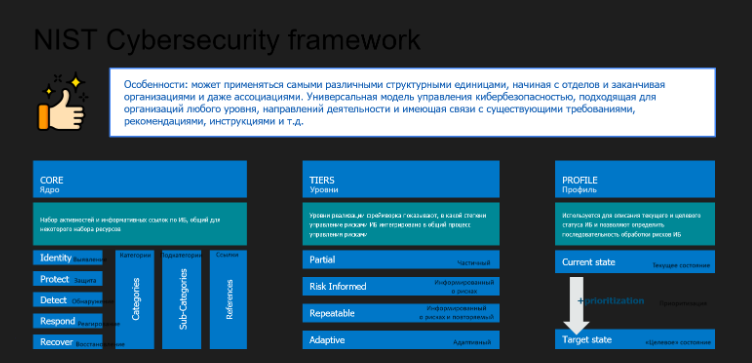 NIST Cybersecurity framework
Особенности: может применяться самыми различными структурными единицами, начиная с отделов и заканчивая
организациями и даже ассоциациями. Универсальная модель управления кибербезопасностью, подходящая для
организаций любого уровня, направлений деятельности и имеющая связи с существующими требованиями,
рекомендациями, инструкциями и т.д.
CORE
Ядро
Набор активностей и информативных ссылок по ИБ, общий для
некоторого набора ресурсов
Identity Выявление
Protect Защита
Detect Обнаружение
Respond Реагирование
Recover Восстановление
Категории
Categories
Подкатегории
Sub-Categories
Ссылки
References
TIERS
Уровни
Уровни реализации фреймворка показывают, в какой степени
управление рисками ИБ интегрировано в общий процесс
управления рисками
Partial
Частичный
Risk Informed
Информированный
о рисках
Repeatable
Информированный
о рисках и повторяемый
Adaptive
Адаптивный
PROFILE
Профиль
Используется для описания текущего и целевого
статуса ИБ и позволяет определить
последовательность обработки рисков ИБ
Current state
Текущее состояние
+prioritization
Приоритизация
Target state
«Целевое» состояние